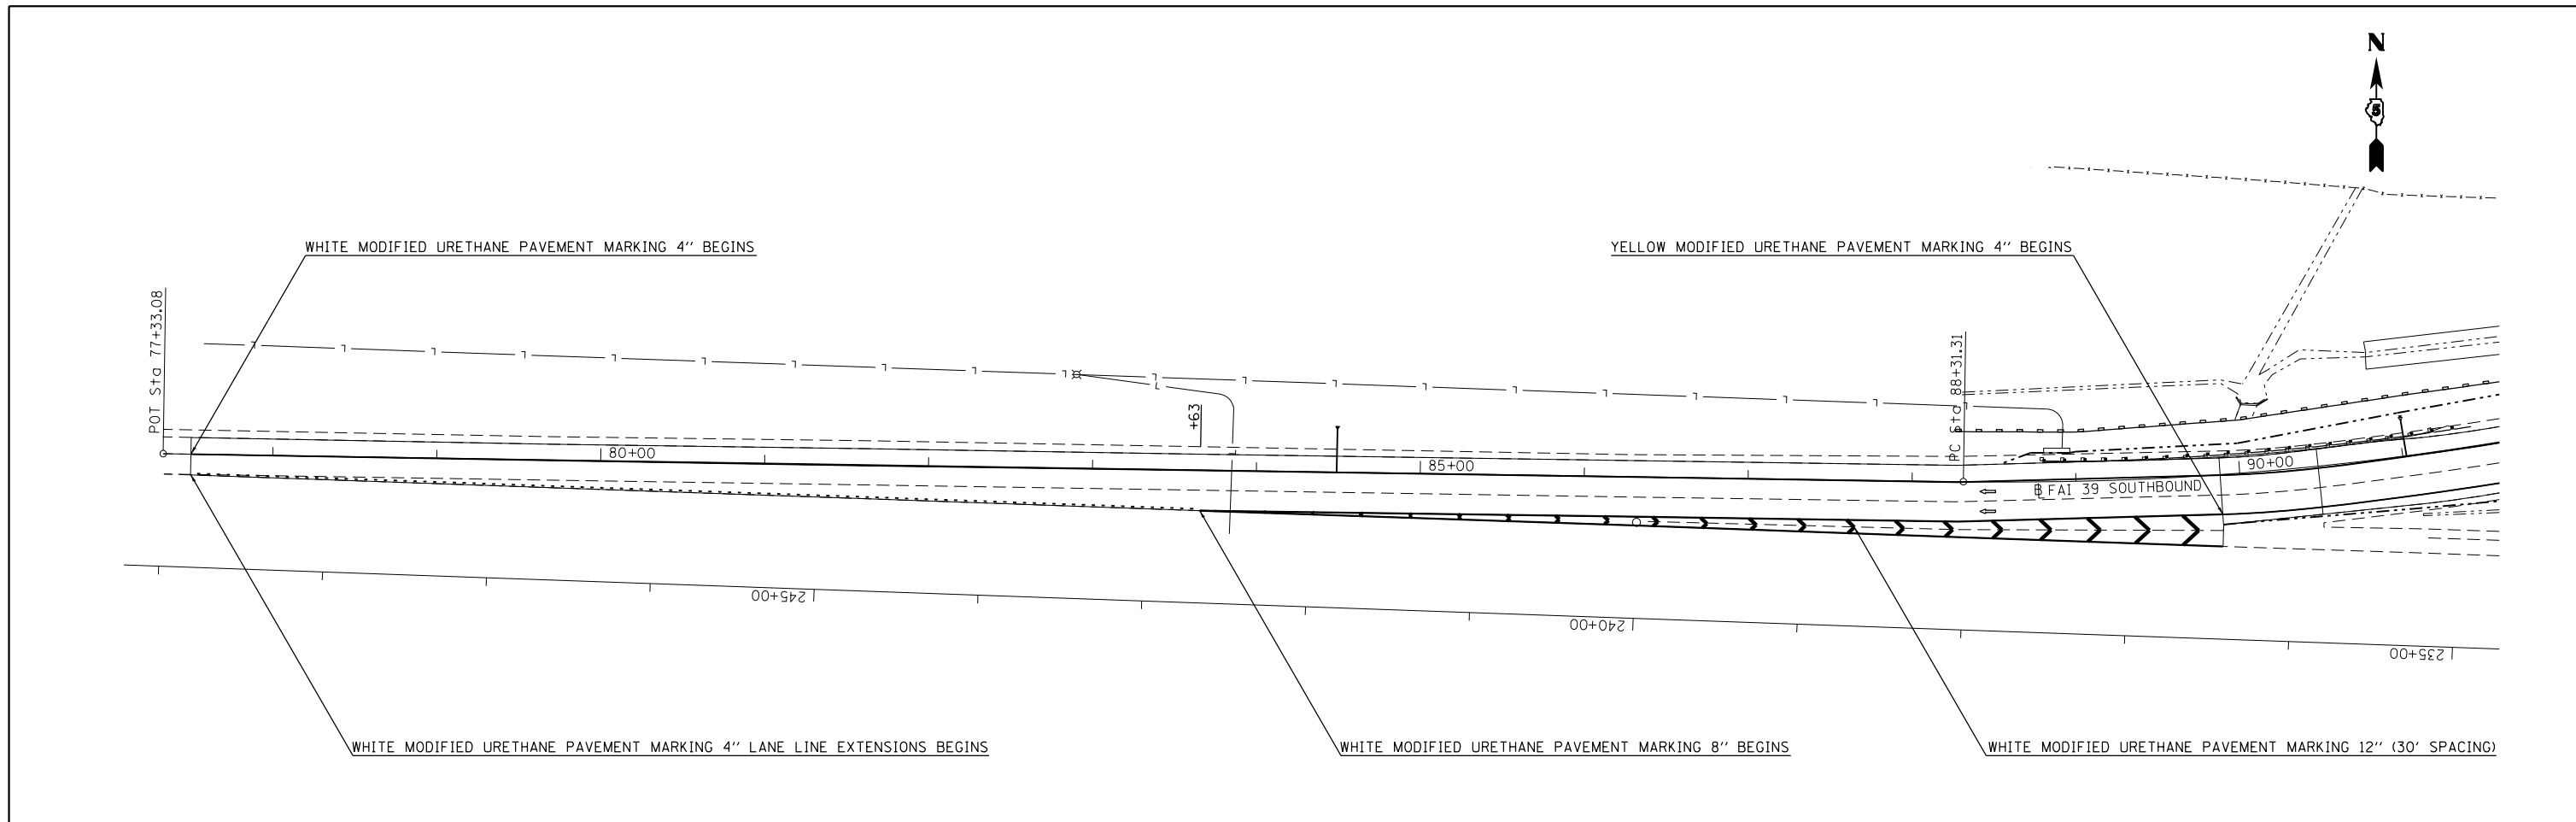 N
5
WHITE MODIFIED URETHANE PAVEMENT MARKING 4'' BEGINS
YELLOW MODIFIED URETHANE PAVEMENT MARKING 4'' BEGINS
POT Sta 77+33.08
PC Sta 88+31.31
+63
80+00
85+00
90+00
B FAI 39 SOUTHBOUND
245+00
240+00
235+00
WHITE MODIFIED URETHANE PAVEMENT MARKING 4'' LANE LINE EXTENSIONS BEGINS
WHITE MODIFIED URETHANE PAVEMENT MARKING 8'' BEGINS
WHITE MODIFIED URETHANE PAVEMENT MARKING 12'' (30' SPACING)